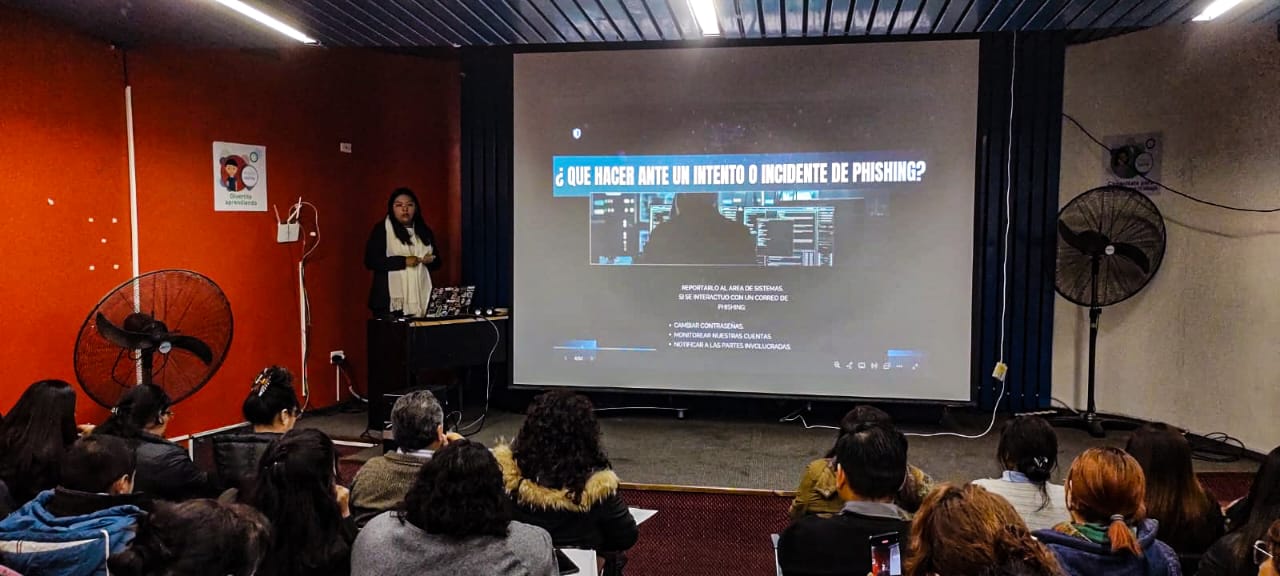 ¿ QUE HACER ANTE UN INTENTO O INCIDENTE DE PHISHING?
REPORTARLO AL AREA DE SISTEMAS.
SI SE INTERACTUO CON UN CORREO DE
PHISHING:
CAMBIAR CONTRASEÑAS.
MONITOREAR NUESTRAS CUENTAS
NOTIFICAR A LAS PARTES INVOLUCRADAS.
Divertite
aprendiendo